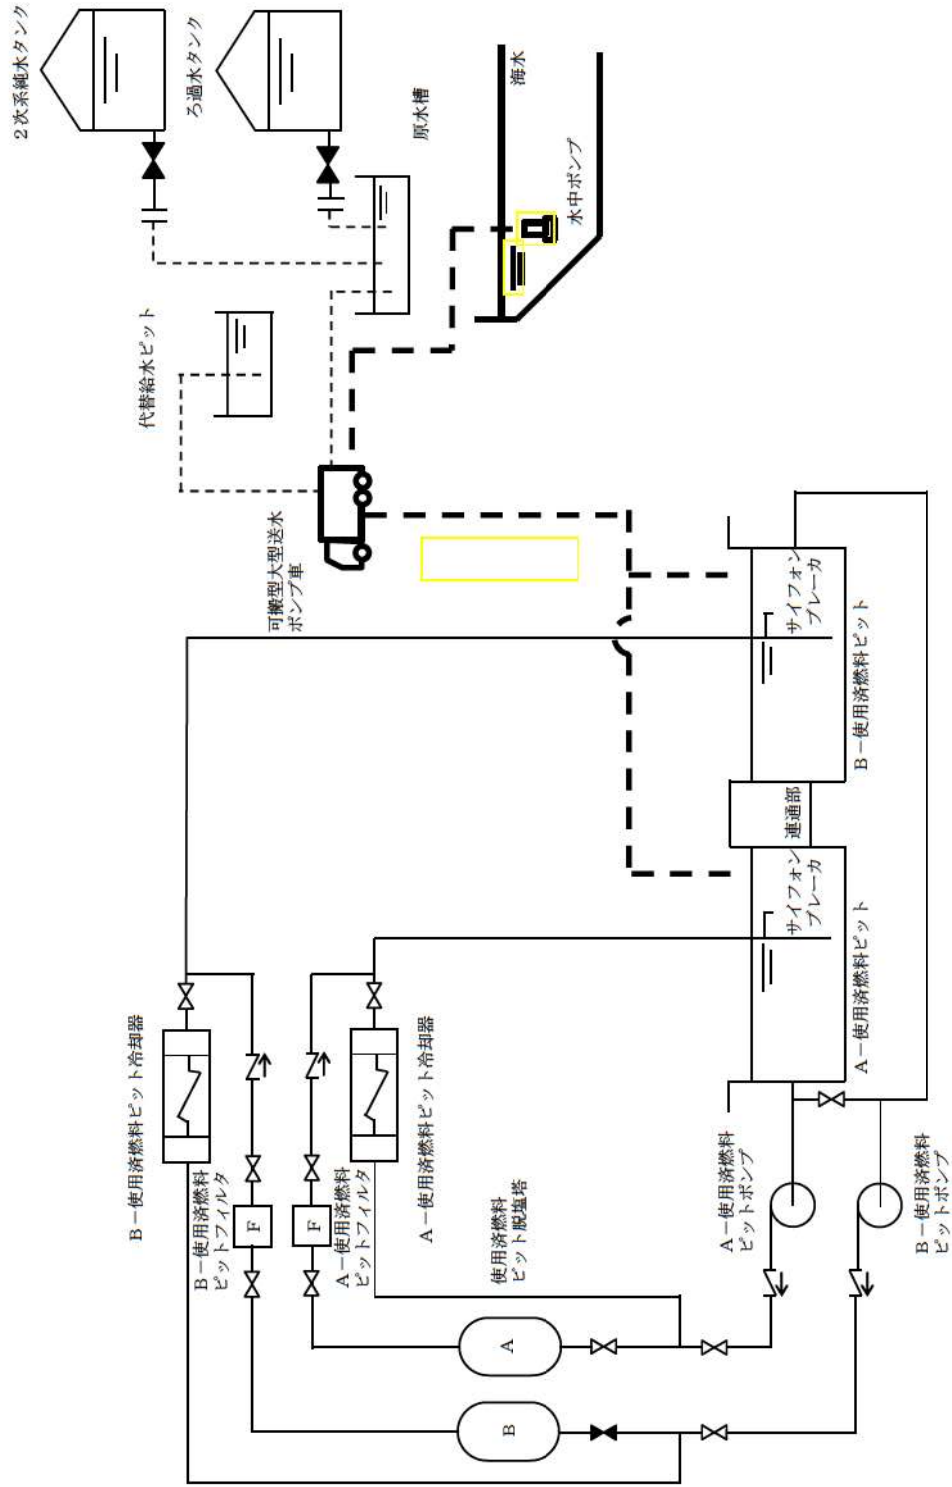 ２次系純水タンク
ろ過水タンク
原水槽
海水
水中ポンプ
代替給水ピット
可搬型大型送水
ポンプ車
サイフォン
ブレーカ
B－使用済燃料ピット
連通部
サイフォン
ブレーカ
A－使用済燃料ピット
B－使用済燃料ピット冷却器
B－使用済燃料
ピットフィルタ
F
F
A－使用済燃料
ピットフィルタ
A－使用済燃料ピット冷却器
使用済燃料
ピット脱塩塔
A
B
A－使用済燃料
ピットポンプ
B－使用済燃料
ピットポンプ